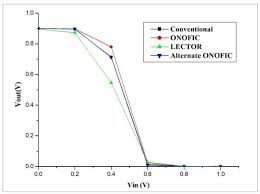 1.0
0.8
0.6
0.4
0.2
0.0
Vout(V)
Conventional
ONOFIC
LECTOR
Alternate ONOFIC
0.0 0.2 0.4 0.6 0.8 1.0
Vin (V)